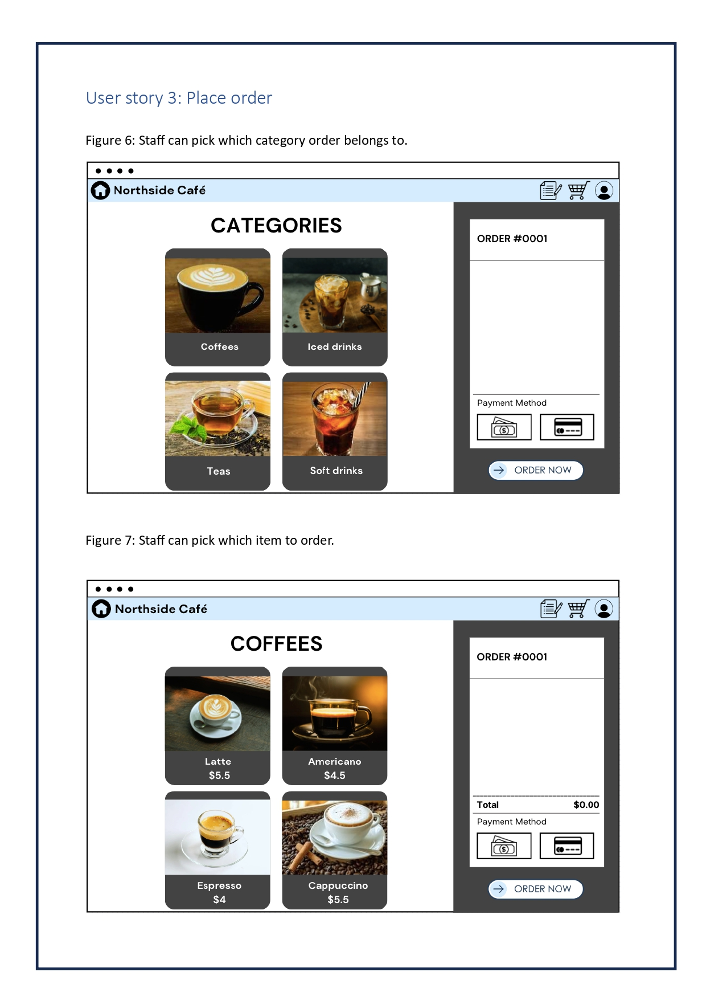 User story 3: Place order
Figure 6: Staff can pick which category order belongs to.
Northside Café
CATEGORIES
Coffees
Iced drinks
Teas
Soft drinks
ORDER #0001
Payment Method
ORDER NOW
Figure 7: Staff can pick which item to order.
Northside Café
COFFEES
Latte
$5.5
Americano
$4.5
Espresso
$4
Cappuccino
$5.5
ORDER #0001
Total $0.00
Payment Method
ORDER NOW